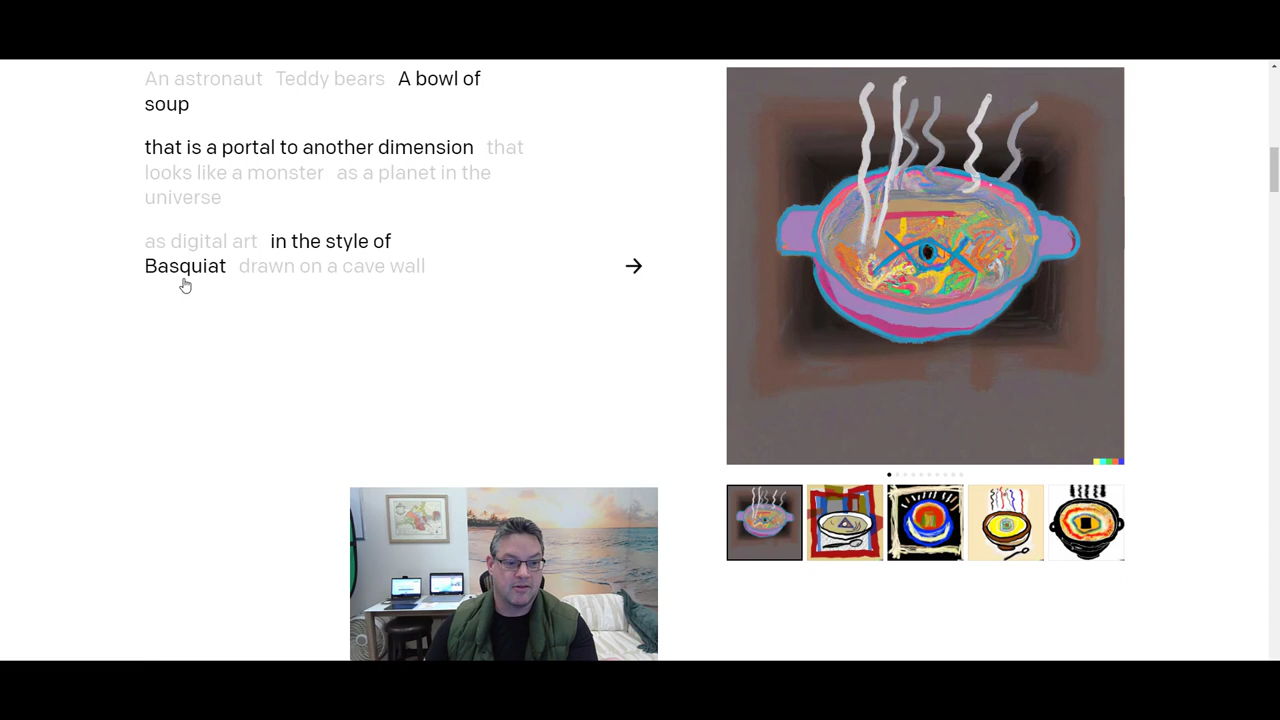 An astronaut Teddy bears A bowl of
soup
that is a portal to another dimension that
looks like a monster as a planet in the
universe
as digital art in the style of
Basquiat drawn on a cave wall